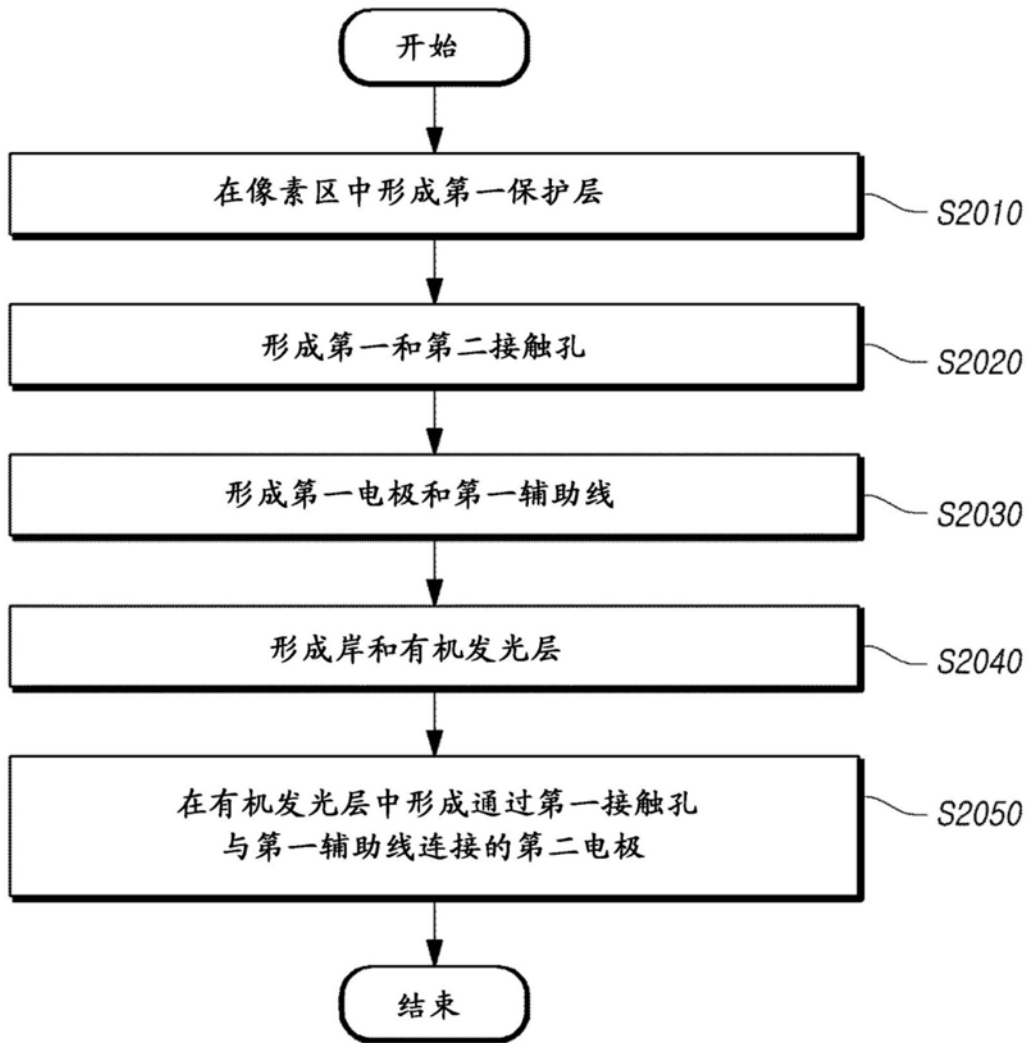 开始
在像素区中形成第一保护层
S2010
形成第一和第二接触孔
S2020
形成第一电极和第一辅助线
S2030
形成岸和有机发光层
S2040
在有机发光层中形成通过第一接触孔
与第一辅助线连接的第二电极
S2050
结束